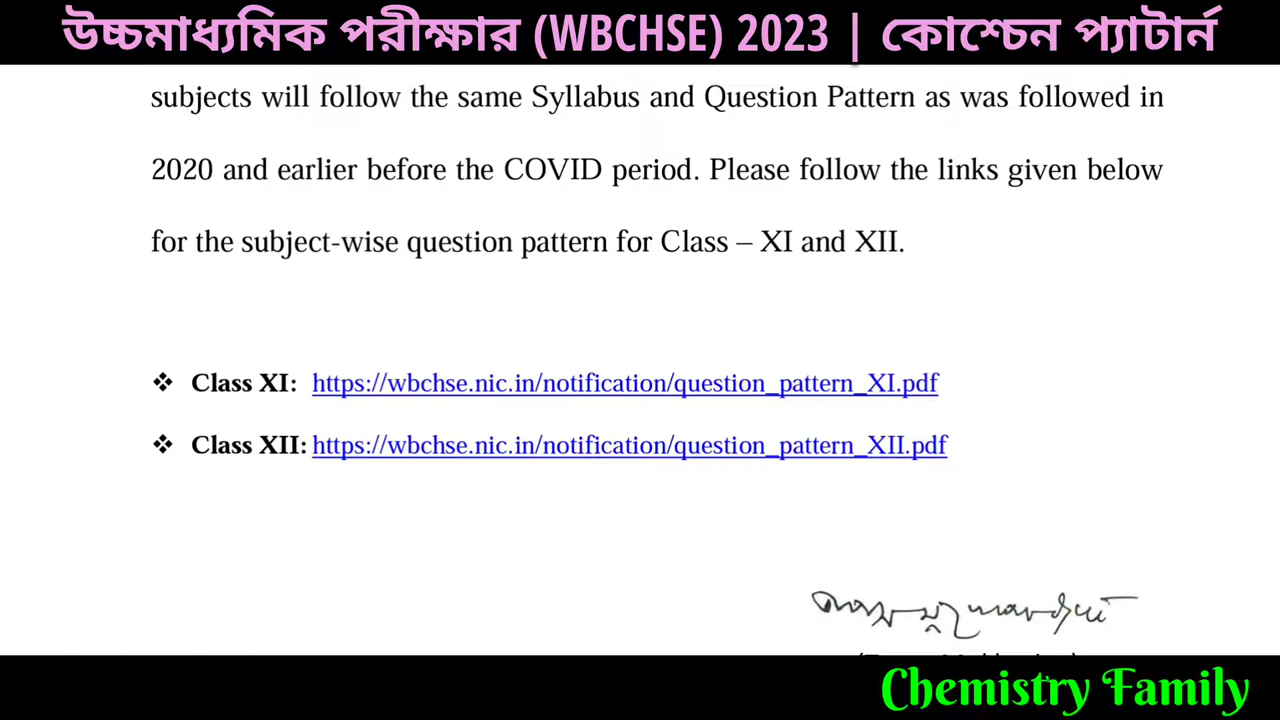 উচ্চমাধ্যমিক পরীক্ষার (WBCHSE) 2023 | কোশ্চেন প্যাটার্ন
subjects will follow the same Syllabus and Question Pattern as was followed in
2020 and earlier before the COVID period. Please follow the links given below
for the subject-wise question pattern for Class – XI and XII.
❖ Class XI: https://wbchse.nic.in/notification/question_pattern_XI.pdf
❖ Class XII: https://wbchse.nic.in/notification/question_pattern_XII.pdf
Chemistry Family